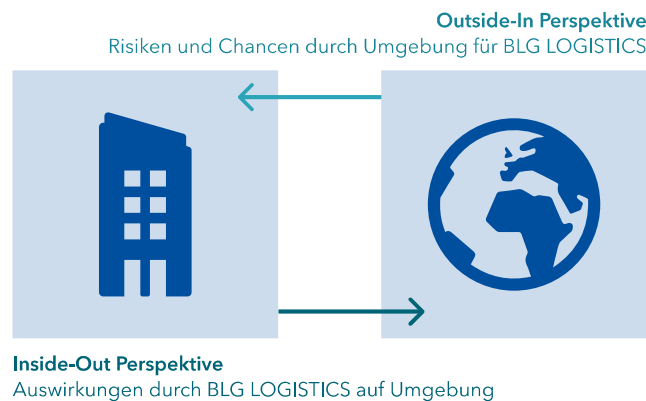 Outside-In Perspektive
Risiken und Chancen durch Umgebung für BLG LOGISTICS
Inside-Out Perspektive
Auswirkungen durch BLG LOGISTICS auf Umgebung